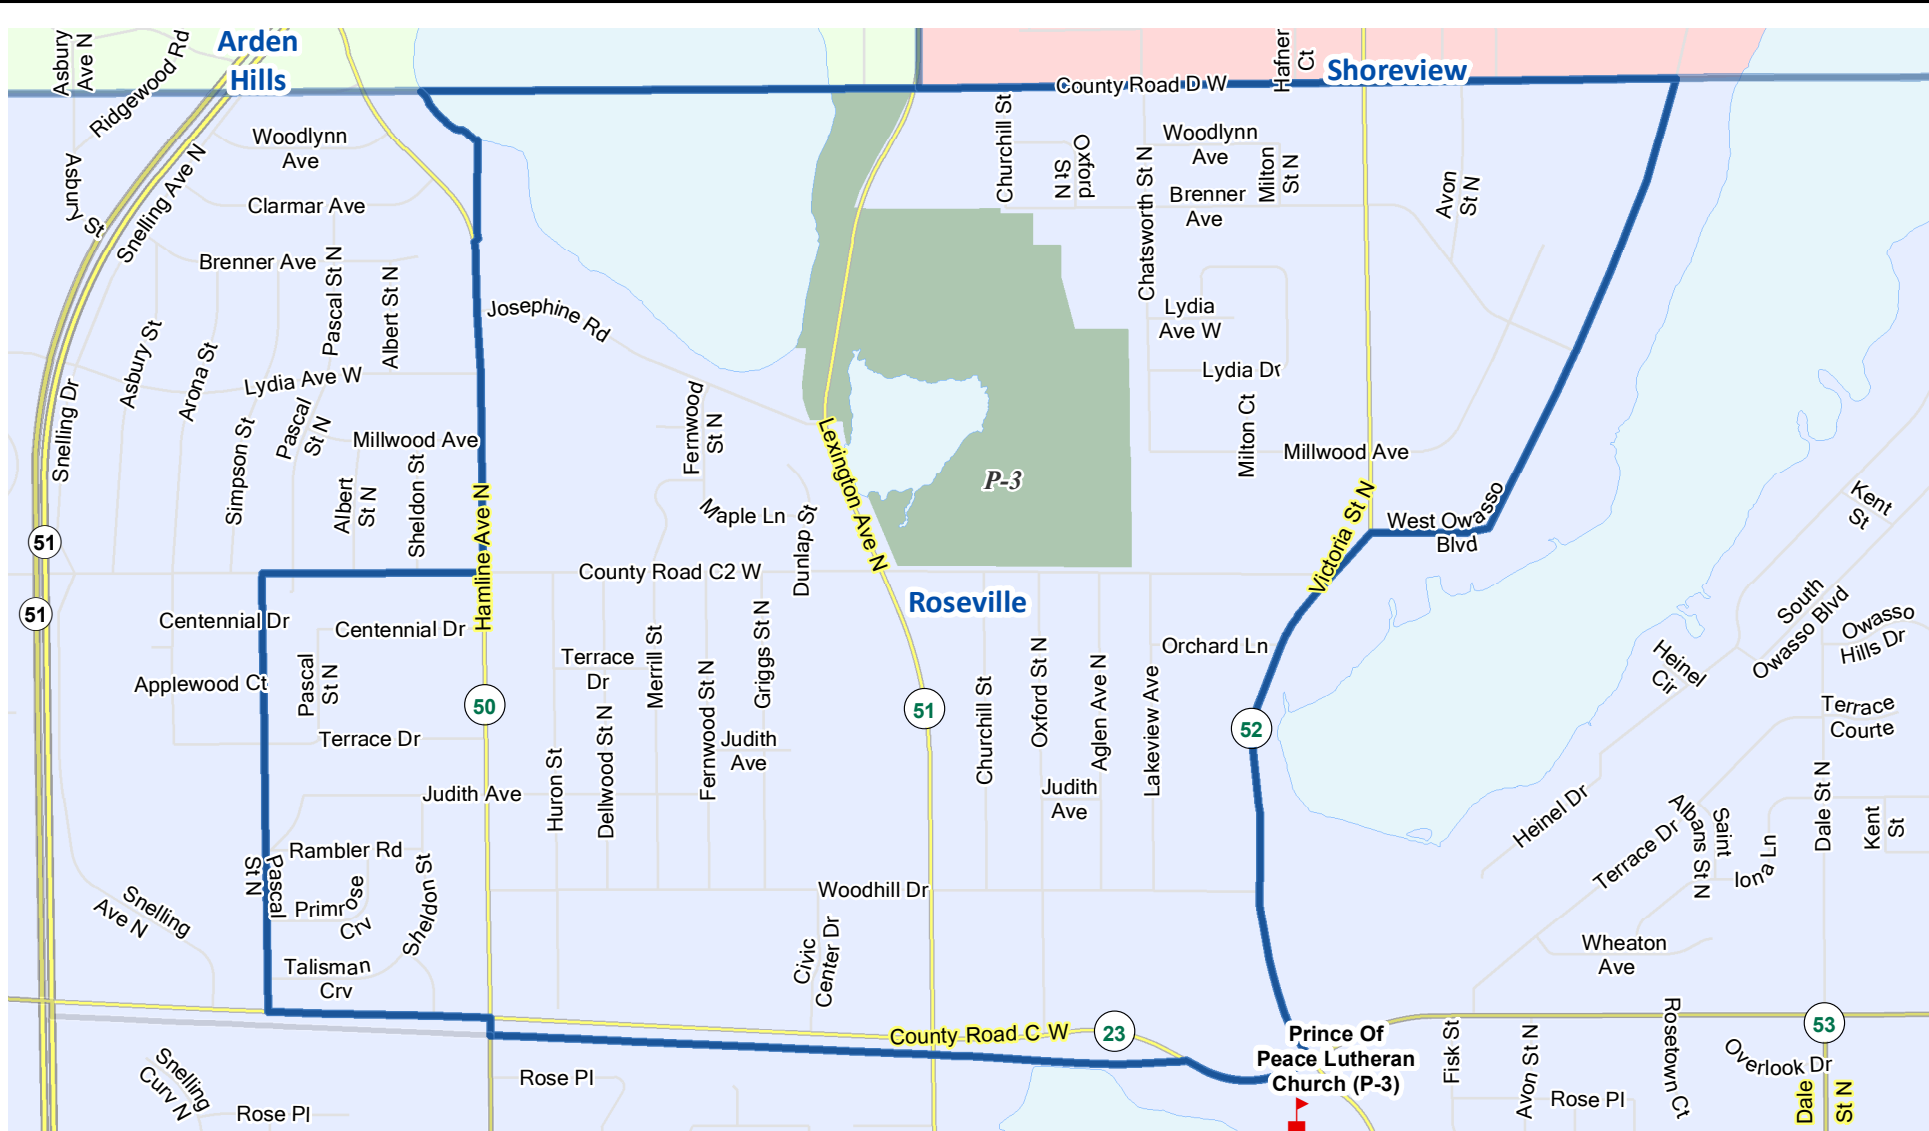 Asbury
Ave N
Ridgewood Rd
Arden
Hills
Hafner
Ct
Shoreview
County Road D W
Woodlynn
Ave
Asbury
St
Snelling Ave N
Clarmar Ave
Brenner Ave
Pascal St N
Albert St N
Churchill St
Oxford
St N
Chatsworth St N
Woodlynn
Ave
Milton
St N
Brenner
Ave
Avon
St N
Josephine Rd
Lydia
Ave W
Lydia Dr
Asbury St
Arona St
Lydia Ave W
Snelling Dr
Simpson St
Pascal
St N
Millwood Ave
Albert
St N
Sheldon St
Hamline Ave N
Fernwood
St N
Maple Ln
Dunlap St
Lexington Ave N
P-3
Milton Ct
Millwood Ave
Victoria St N
West Owasso
Blvd
Kent
St
51
51
County Road C2 W
Roseville
South
Owasso Blvd
Owasso
Hills Dr
Centennial Dr
Centennial Dr
Applewood Ct
Pascal
St N
Terrace
Dr
Merrill St
Griggs St N
Fernwood St N
Orchard Ln
Oxford St N
Aglen Ave N
Lakeview Ave
Churchill St
Heinel
Cir
Terrace
Courte
50
51
52
Terrace Dr
Judith
Ave
Huron St
Dellwood St N
Judith Ave
Judith
Ave
Heinel Dr
Terrace Dr
Saint
Albans St N
Iona Ln
Dale St N
Kent
St
Rambler Rd
Pascal
St N
Primrose
Crv
Sheldon St
Woodhill Dr
Civic
Center Dr
Snelling
Ave N
Talisman
Crv
Wheaton
Ave
County Road C W
23
Prince Of
Peace Lutheran
Church (P-3)
Fisk St
Avon St N
Rosetown Ct
53
Overlook Dr
Dale
St N
Snelling
Curv N
Rose Pl
Rose Pl
Rose Pl